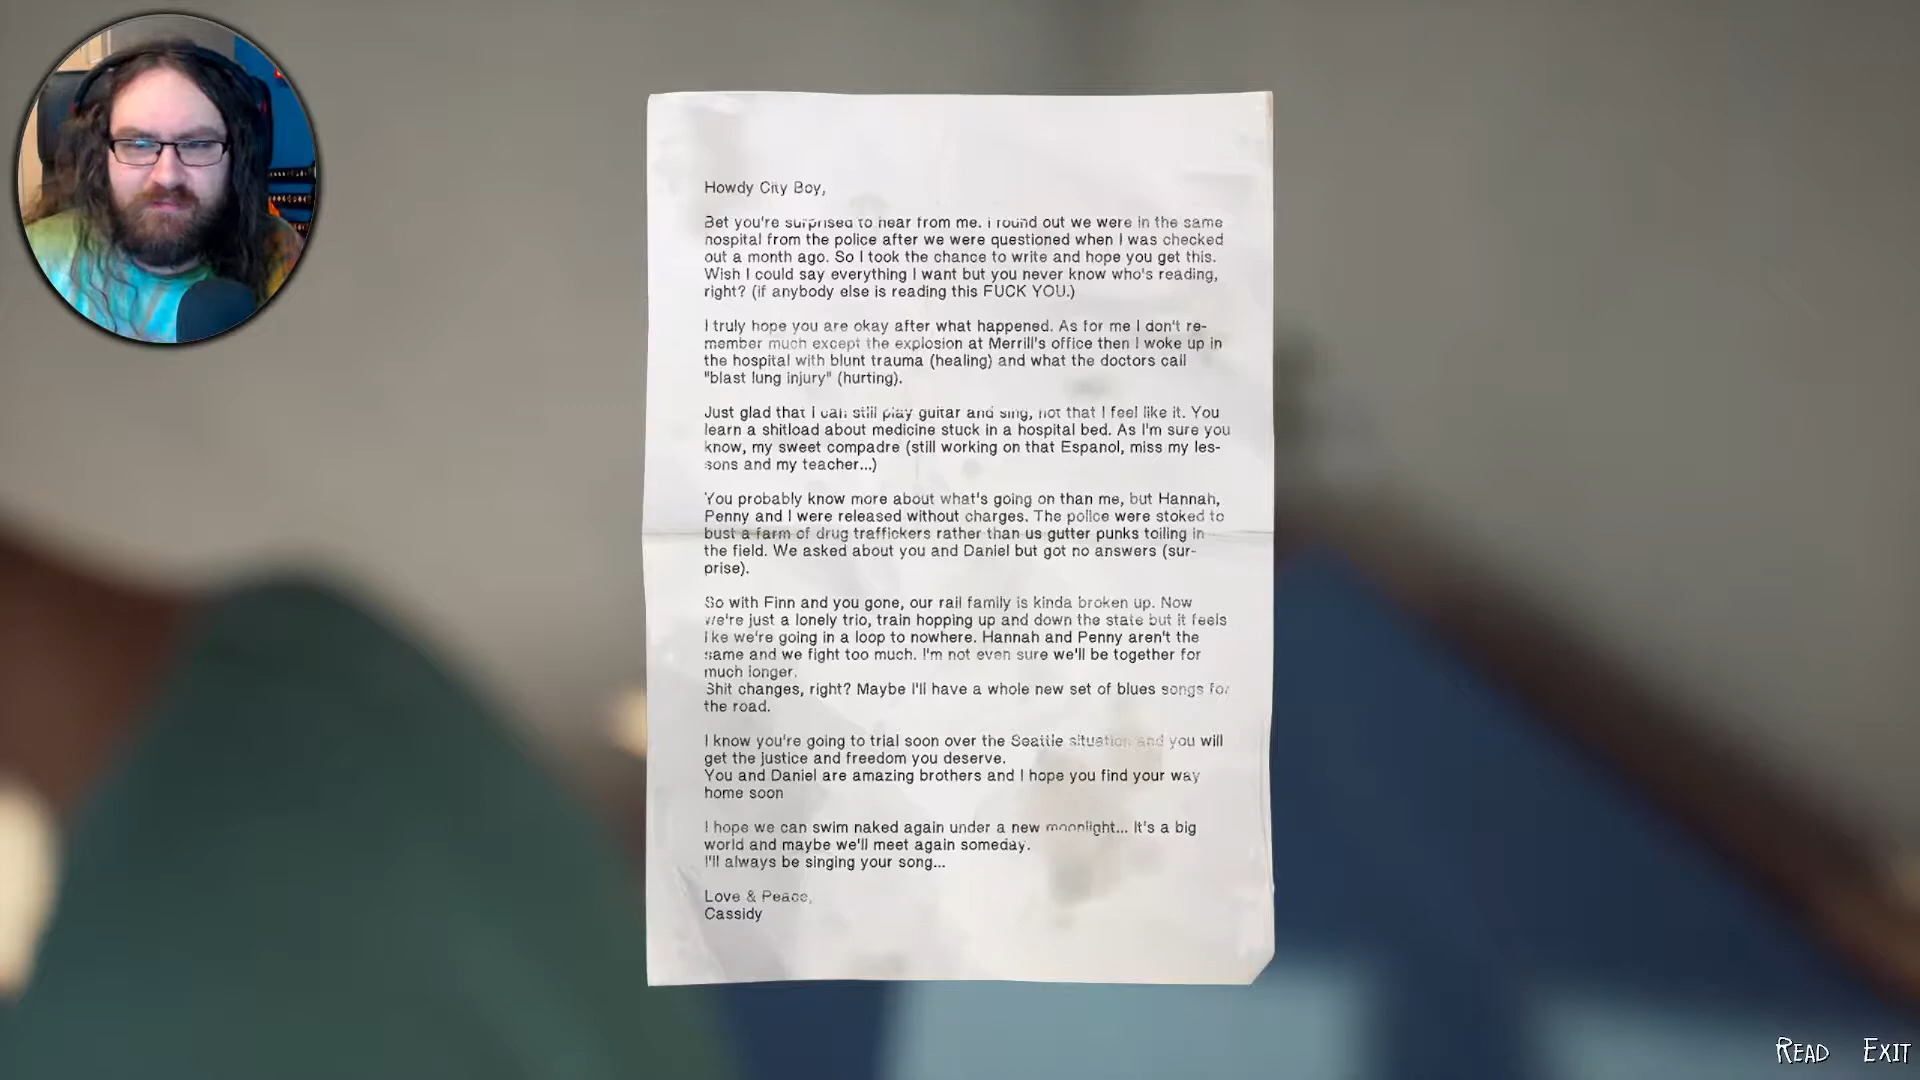 Howdy City Boy,
Bet you're surprised to hear from me. I found out we were in the same
hospital from the police after we were questioned when I was checked
out a month ago. So I took the chance to write and hope you get this.
Wish I could say everything I want but you never know who's reading,
right? (if anybody else is reading this FUCK YOU.)
I truly hope you are okay after what happened. As for me I don't re-
member much except the explosion at Merrill's office then I woke up in
the hospital with blunt trauma (healing) and what the doctors call
"blast lung injury" (hurting).
Just glad that I can still play guitar and sing, not that I feel like it. You
learn a shitload about medicine stuck in a hospital bed. As I'm sure you
know, my sweet compadre (still working on that Espanol, miss my les-
sons and my teacher...)
You probably know more about what's going on than me, but Hannah,
Penny and I were released without charges. The police were stoked to
bust a farm of drug traffickers rather than us gutter punks toiling in
the field. We asked about you and Daniel but got no answers (sur-
prise).
So with Finn and you gone, our rail family is kinda broken up. Now
we're just a lonely trio, train hopping up and down the state but it feels
like we're going in a loop to nowhere. Hannah and Penny aren't the
same and we fight too much. I'm not even sure we'll be together for
much longer.
Shit changes, right? Maybe I'll have a whole new set of blues songs for
the road.
I know you're going to trial soon over the Seattle situation and you will
get the justice and freedom you deserve.
You and Daniel are amazing brothers and I hope you find your way
home soon
I hope we can swim naked again under a new moonlight... It's a big
world and maybe we'll meet again someday.
I'll always be singing your song...
Love & Peace,
Cassidy
READ EXIT